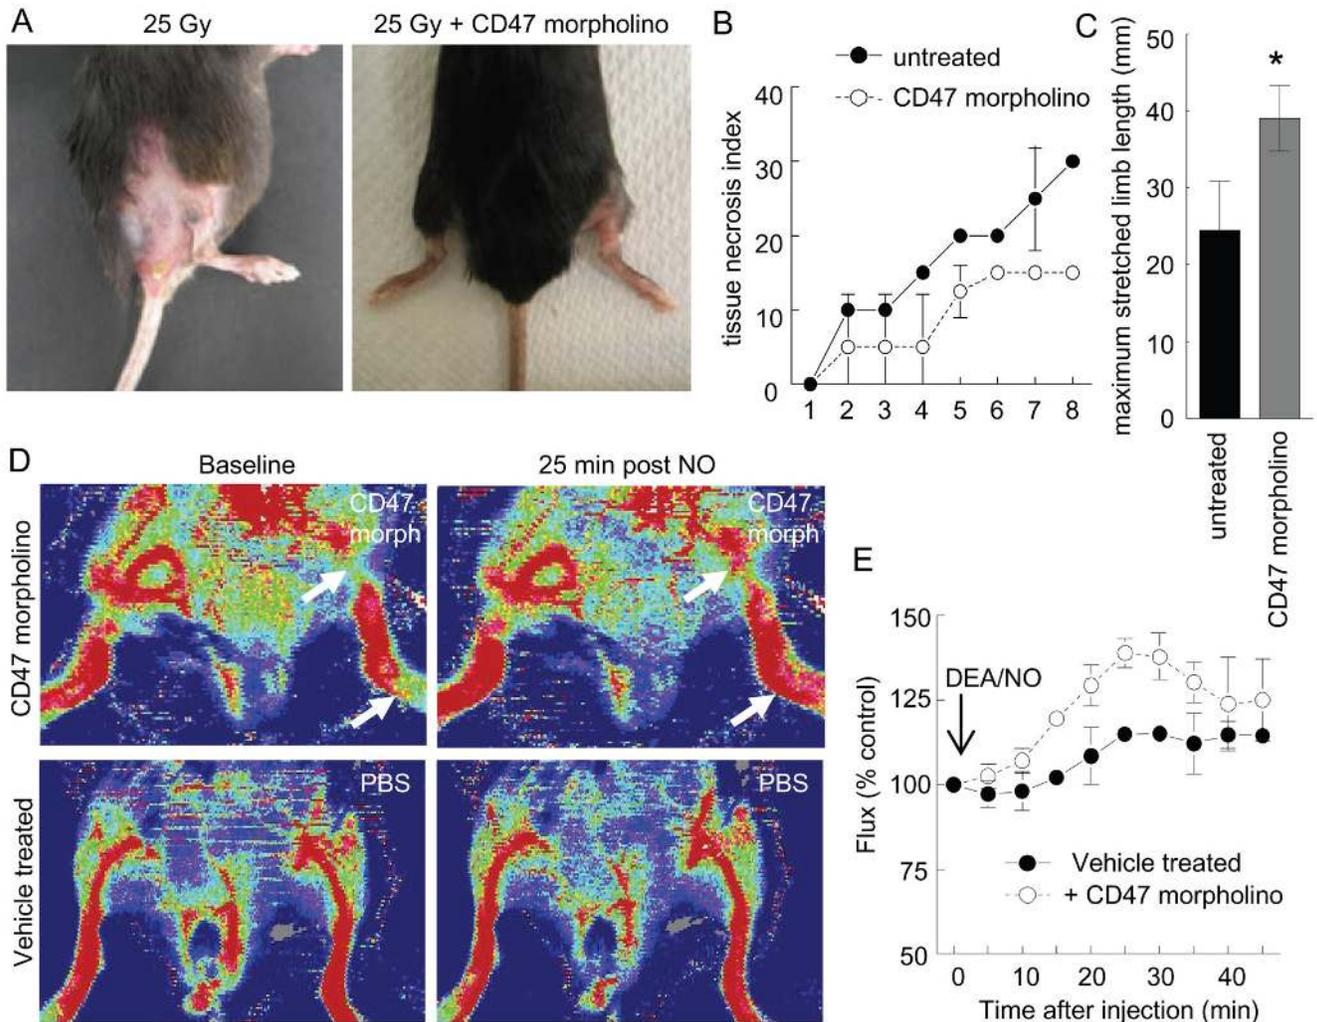 A
25 Gy
25 Gy + CD47 morpholino
B
untreated
CD47 morpholino
tissue necrosis index
40
30
20
10
0
1 2 3 4 5 6 7 8
C
maximum stretched limb length (mm)
50
40
30
20
10
0
*
untreated
CD47 morpholino
D
Baseline
25 min post NO
CD47 morpholino
CD47
morph
CD47
morph
Vehicle treated
PBS
PBS
E
Flux (% control)
150
125
100
75
50
DEA/NO
Vehicle treated
+ CD47 morpholino
0 10 20 30 40
Time after injection (min)